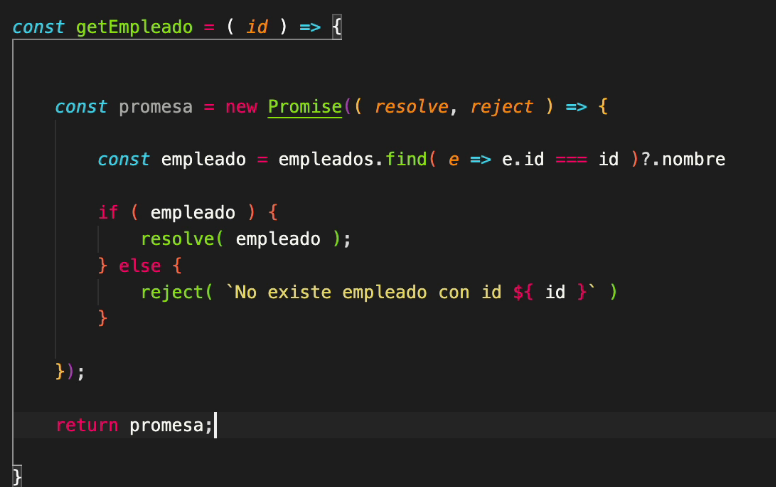 const getEmpleado = ( id ) => {
const promesa = new Promise(( resolve, reject ) => {
const empleado = empleados.find( e => e.id === id )?.nombre
if ( empleado ) {
resolve( empleado );
} else {
reject( `No existe empleado con id ${ id }` )
}
});
return promesa;
}